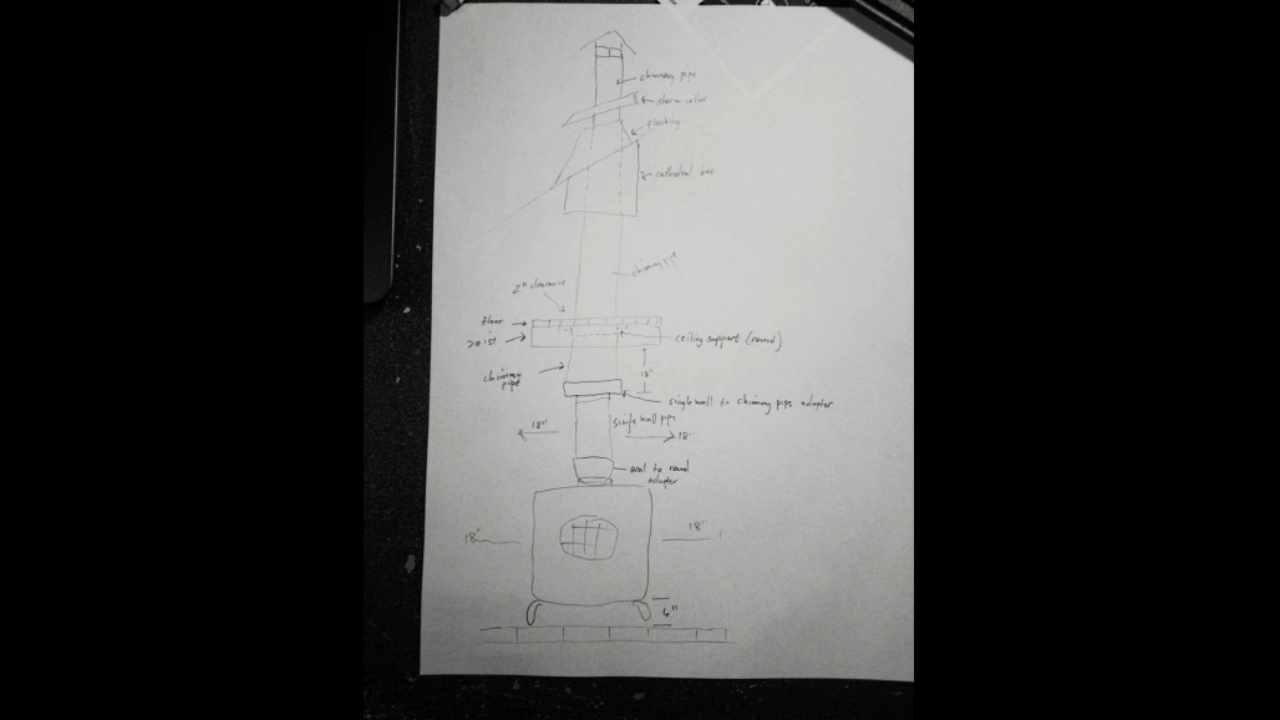 chimney pipe
storm collar
flashing
cathedral box
chimney pipe
2" clearance
floor
joist
ceiling support (round)
chimney
pipe
18"
single wall to chimney pipe adapter
single wall pipe
18"
18"
oval to round
adapter
18"
18"
6"